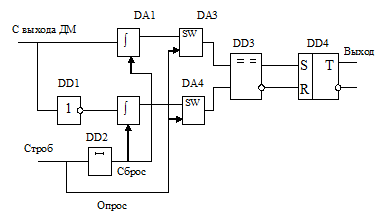 DA1 DA3
С выхода ДМ
∫ SW
DD3 DD4
DD1 DA4 Выход
= = S T
1 ∫ SW R
DD2
Строб
Сброс
Опрос